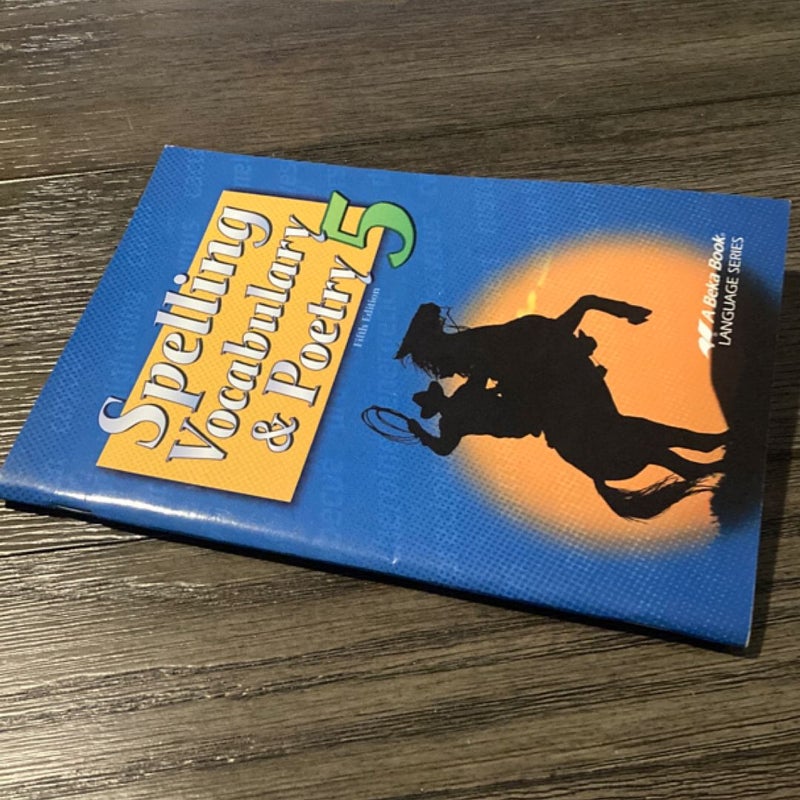 Spelling
Vocabulary
& Poetry 5
Fifth Edition
A Beka Book®
LANGUAGE SERIES